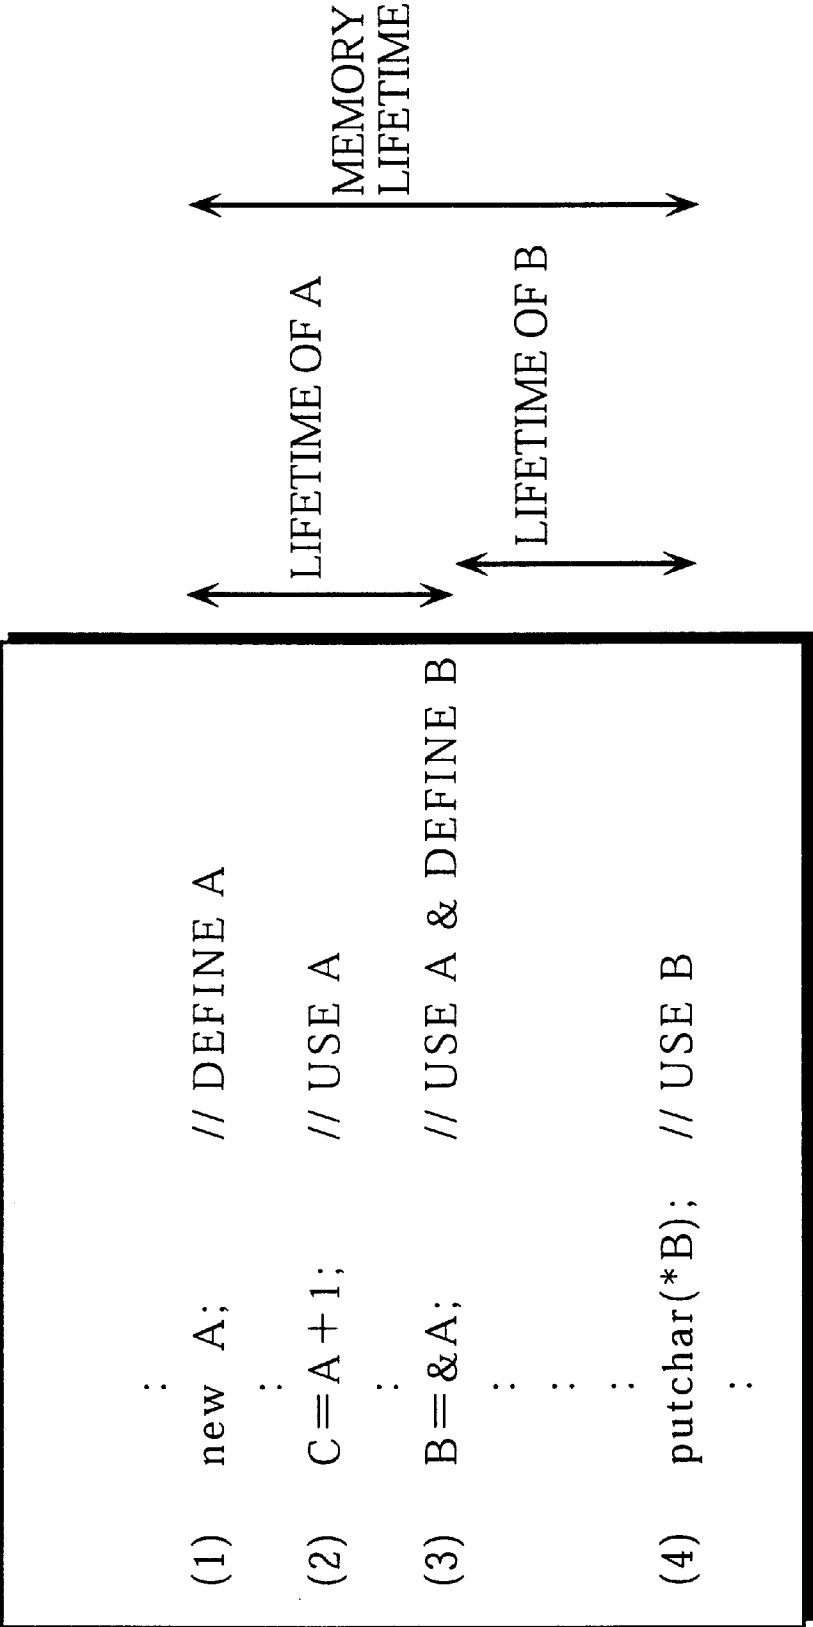 :
(1) new A; // DEFINE A
:
(2) C=A+1; // USE A
:
(3) B=&A; // USE A & DEFINE B
:
:
:
(4) putchar(*B); // USE B
:
LIFETIME OF A
LIFETIME OF B
MEMORY
LIFETIME